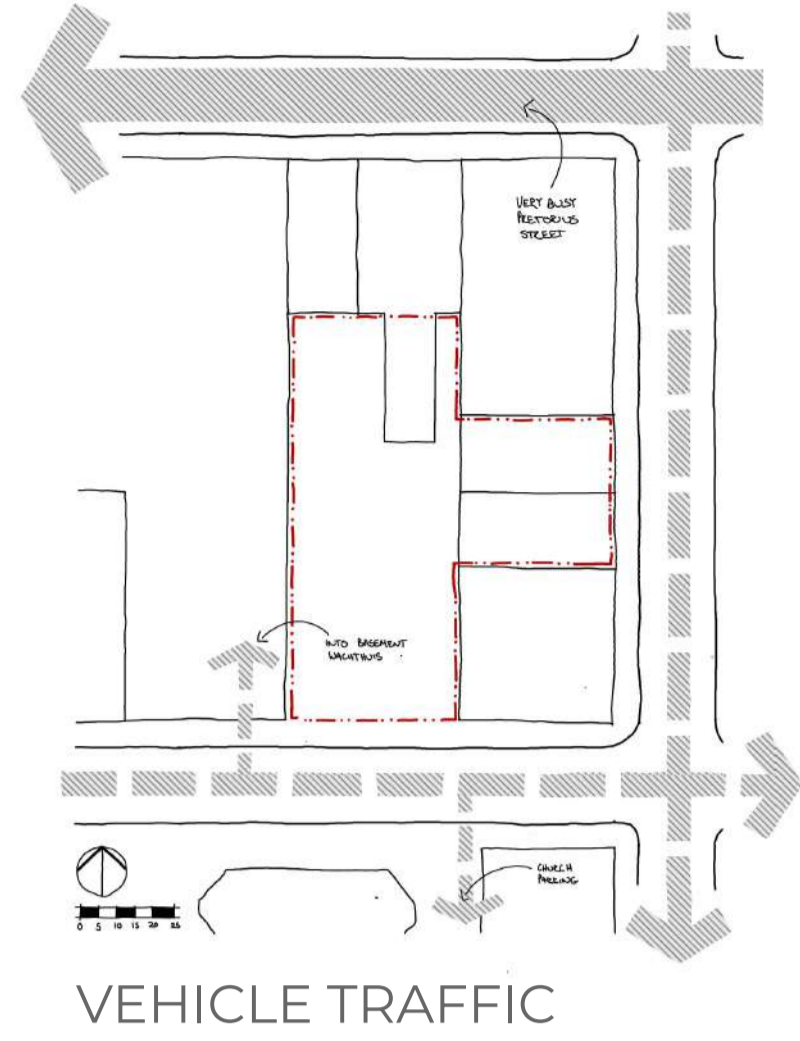 VERY BUSY
PRETORIUS
STREET
INTO BASEMENT
WACHTHUIS
CHURCH
PARKING
0 5 10 15 20 25
VEHICLE TRAFFIC